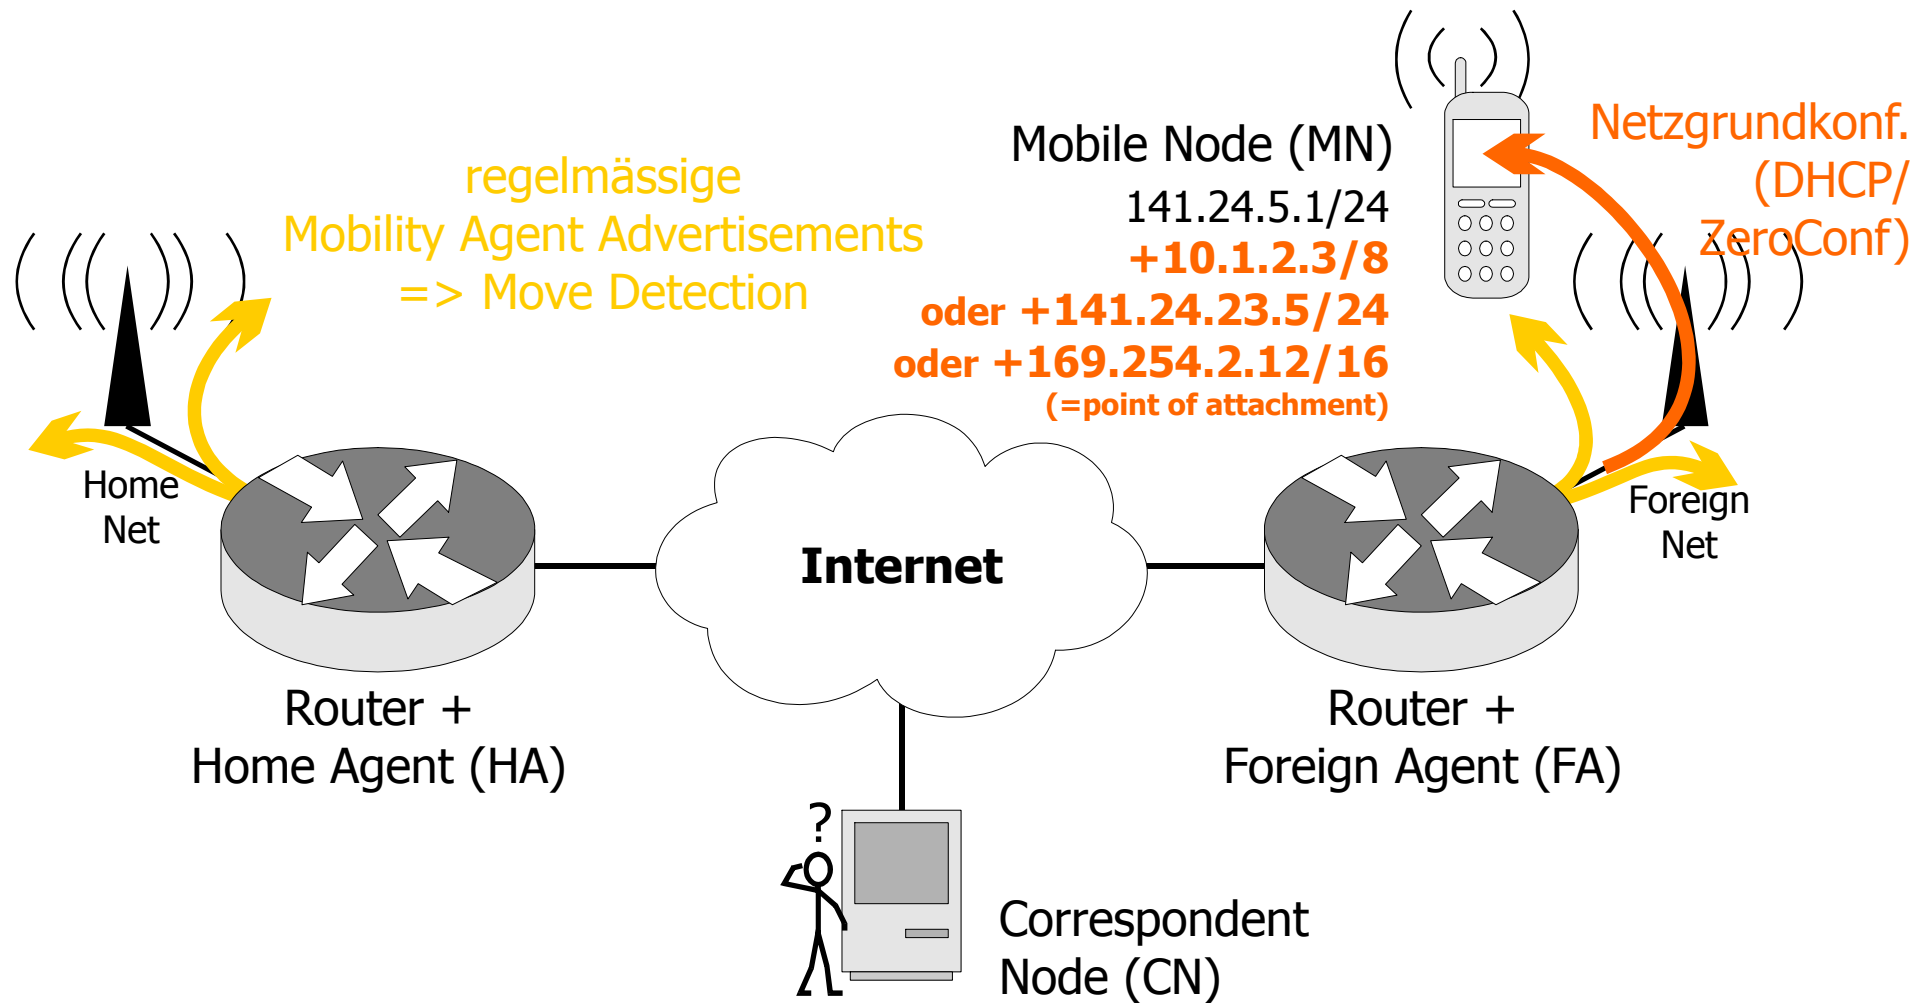 regelmässige
Mobility Agent Advertisements
=> Move Detection
Mobile Node (MN)
141.24.5.1/24
+10.1.2.3/8
oder +141.24.23.5/24
oder +169.254.2.12/16
(=point of attachment)
Netzgrundkonf.
(DHCP/
ZeroConf)
Home
Net
Internet
Foreign
Net
Router +
Home Agent (HA)
Router +
Foreign Agent (FA)
?
Correspondent
Node (CN)